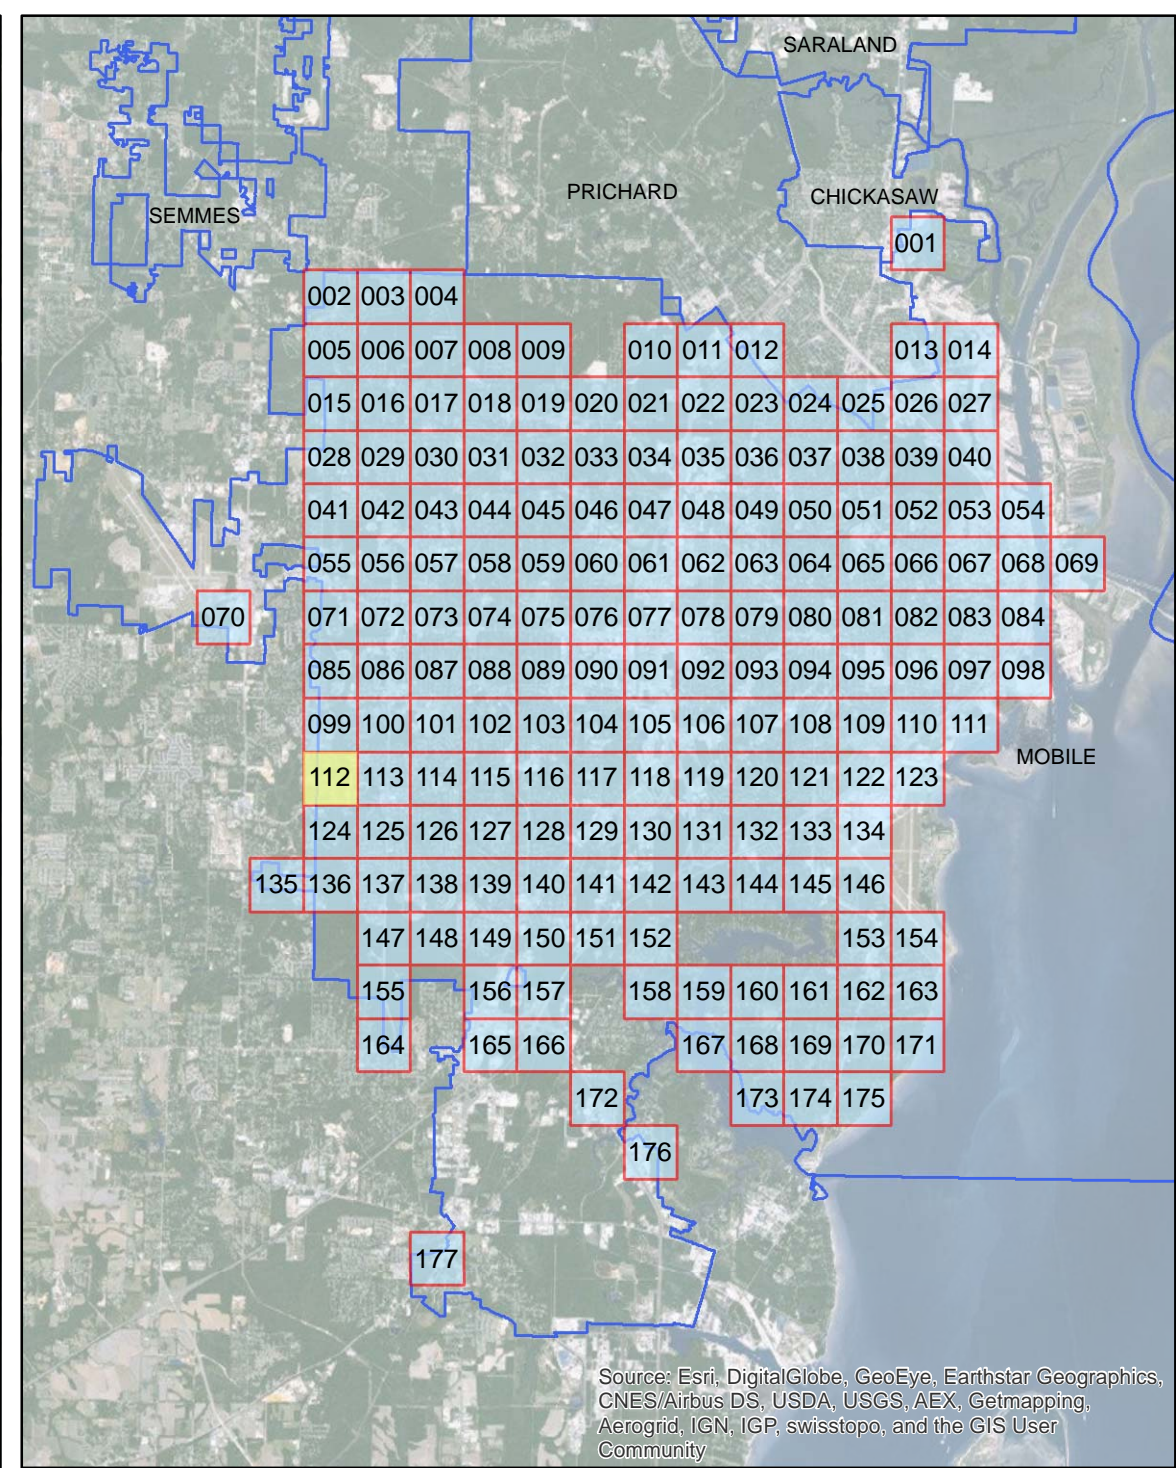 SARALAND
PRICHARD
CHICKASAW
SEMMES
001
002 003 004
005 006 007 008 009 010 011 012 013 014
015 016 017 018 019 020 021 022 023 024 025 026 027
028 029 030 031 032 033 034 035 036 037 038 039 040
041 042 043 044 045 046 047 048 049 050 051 052 053 054
055 056 057 058 059 060 061 062 063 064 065 066 067 068 069
070 071 072 073 074 075 076 077 078 079 080 081 082 083 084
085 086 087 088 089 090 091 092 093 094 095 096 097 098
099 100 101 102 103 104 105 106 107 108 109 110 111
MOBILE
112 113 114 115 116 117 118 119 120 121 122 123
124 125 126 127 128 129 130 131 132 133 134
135 136 137 138 139 140 141 142 143 144 145 146
147 148 149 150 151 152 153 154
155 156 157 158 159 160 161 162 163
164 165 166 167 168 169 170 171
172 173 174 175
176
177
Source: Esri, DigitalGlobe, GeoEye, Earthstar Geographics,
CNES/Airbus DS, USDA, USGS, AEX, Getmapping,
Aerogrid, IGN, IGP, swisstopo, and the GIS User
Community